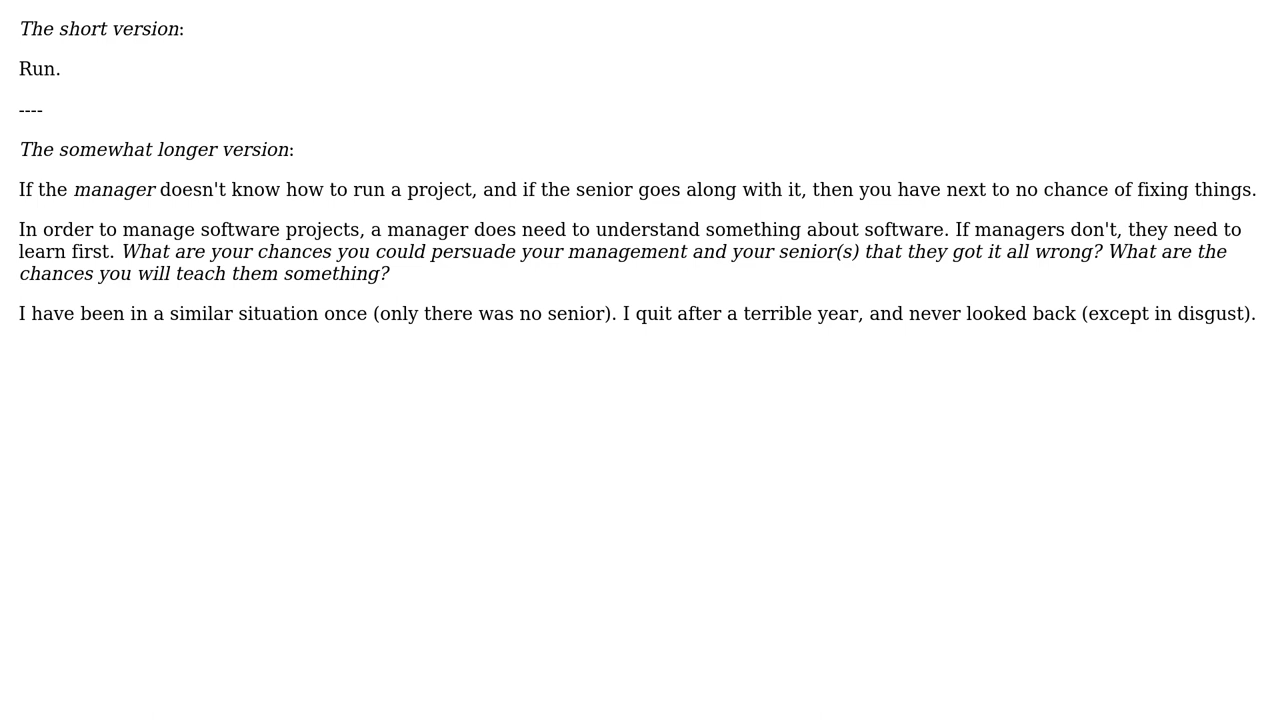 The short version:
Run.
----
The somewhat longer version:
If the manager doesn't know how to run a project, and if the senior goes along with it, then you have next to no chance of fixing things.
In order to manage software projects, a manager does need to understand something about software. If managers don't, they need to
learn first. What are your chances you could persuade your management and your senior(s) that they got it all wrong? What are the
chances you will teach them something?
I have been in a similar situation once (only there was no senior). I quit after a terrible year, and never looked back (except in disgust).